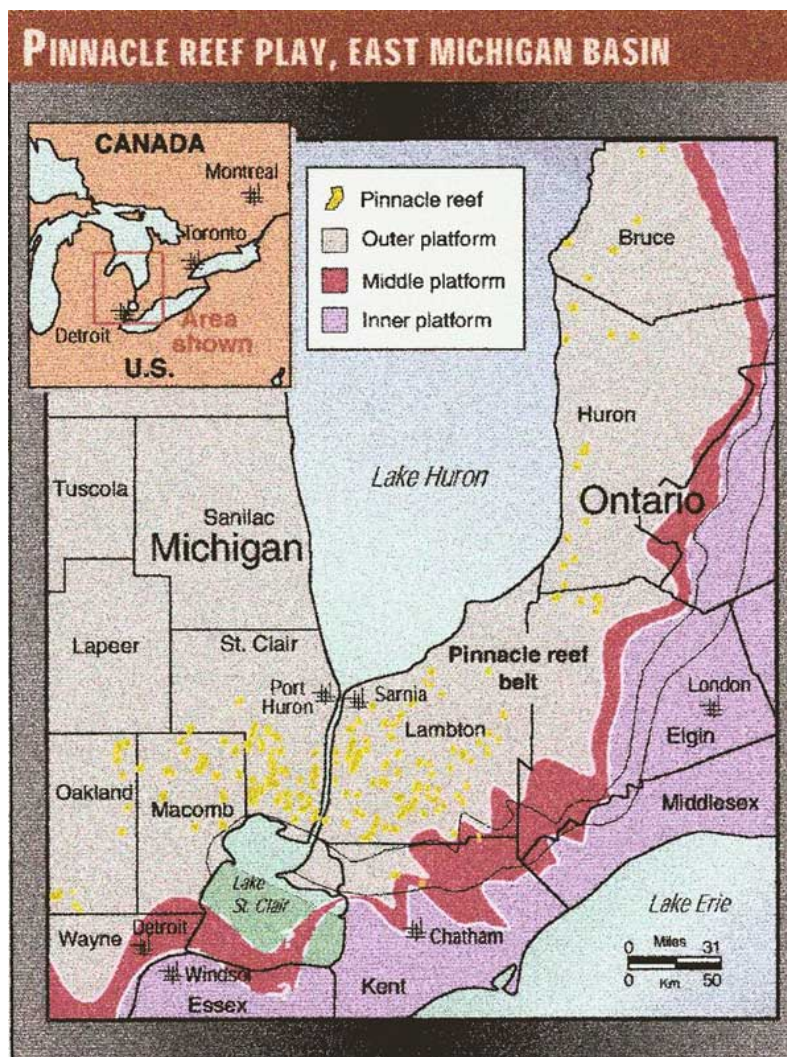 PINNACLE REEF PLAY, EAST MICHIGAN BASIN
CANADA
Montreal
Toronto
Detroit
Area
shown
U.S.
Pinnacle reef
Outer platform
Middle platform
Inner platform
Bruce
Huron
Lake Huron
Ontario
Tuscola
Sanilac
Michigan
Lapeer
St. Clair
Port
Huron
Sarnia
Pinnacle reef
belt
London
Lambton
Elgin
Oakland
Macomb
Middlesex
Lake
St. Clair
Lake Erie
Wayne
Detroit
Chatham
Windsor
Kent
Essex
0 Miles 31
0 Km 50